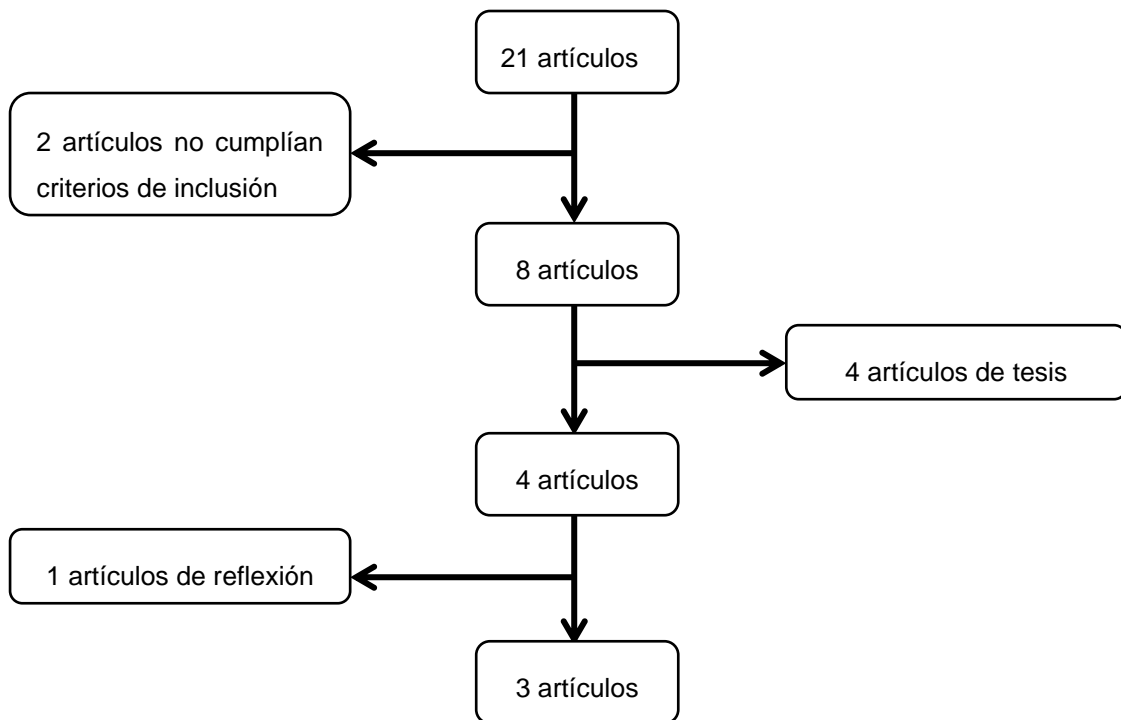 21 artículos
2 artículos no cumplían
criterios de inclusión
8 artículos
4 artículos de tesis
4 artículos
1 artículos de reflexión
3 artículos